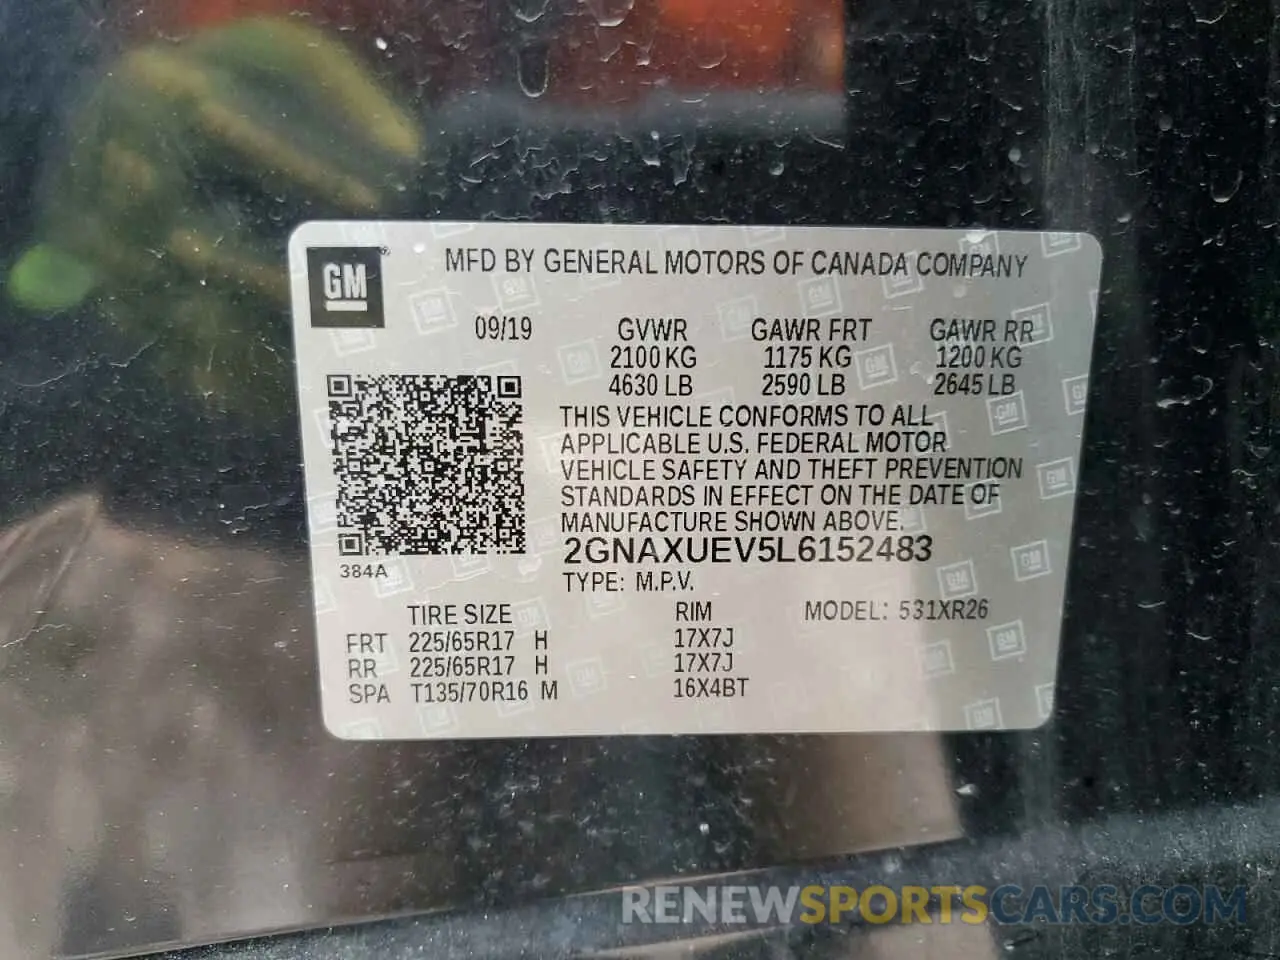 GM®
MFD BY GENERAL MOTORS OF CANADA COMPANY
09/19 GVWR GAWR FRT GAWR RR
2100 KG 1175 KG 1200 KG
4630 LB 2590 LB 2645 LB
THIS VEHICLE CONFORMS TO ALL
APPLICABLE U.S. FEDERAL MOTOR
VEHICLE SAFETY AND THEFT PREVENTION
STANDARDS IN EFFECT ON THE DATE OF
MANUFACTURE SHOWN ABOVE.
2GNAXUEV5L6152483
384A
TYPE: M.P.V.
TIRE SIZE RIM MODEL: 531XR26
FRT 225/65R17 H 17X7J
RR 225/65R17 H 17X7J
SPA T135/70R16 M 16X4BT
RENEWSPORTSCARS.COM